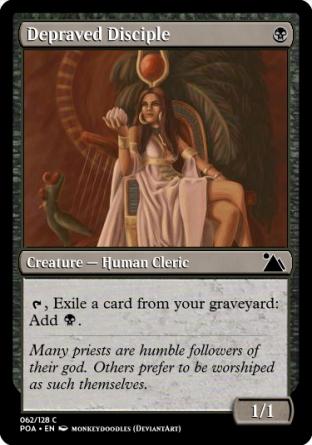 Depraved Disciple
Creature — Human Cleric
, Exile a card from your graveyard:
Add .
Many priests are humble followers of
their god. Others prefer to be worshiped
as such themselves.
1/1
062/128 C
POA • EN MONKEYDOODLES (DEVIANTART)